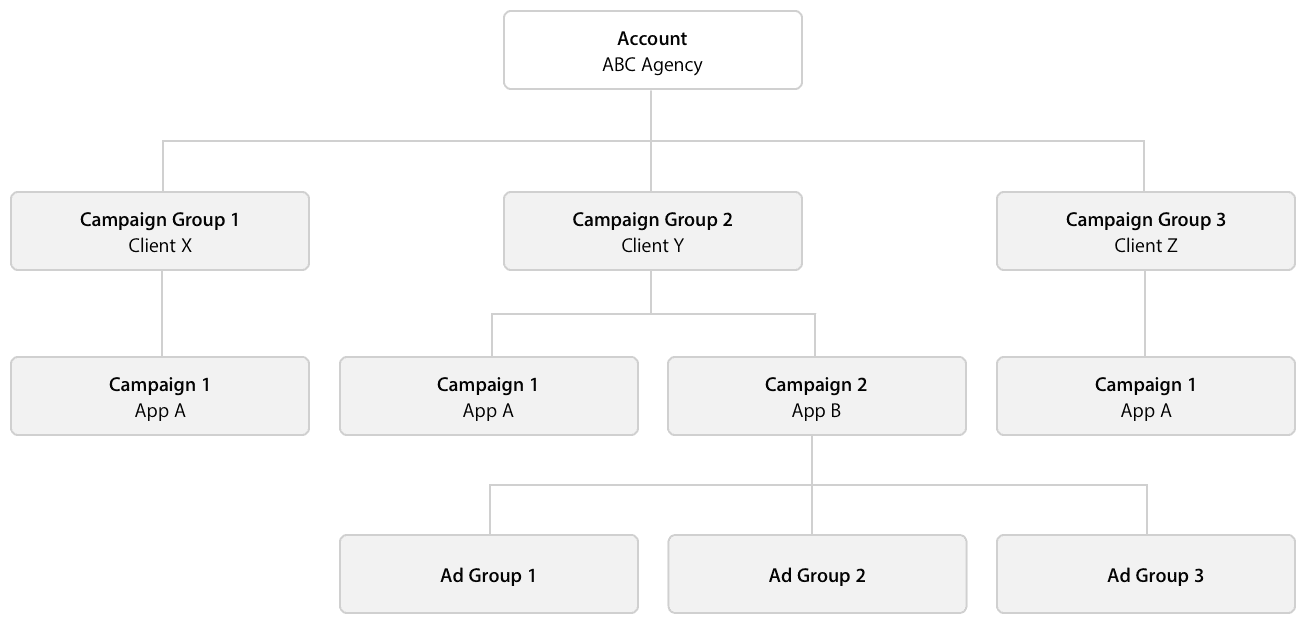 Account
ABC Agency
Campaign Group 1
Client X
Campaign Group 2
Client Y
Campaign Group 3
Client Z
Campaign 1
App A
Campaign 1
App A
Campaign 2
App B
Campaign 1
App A
Ad Group 1
Ad Group 2
Ad Group 3